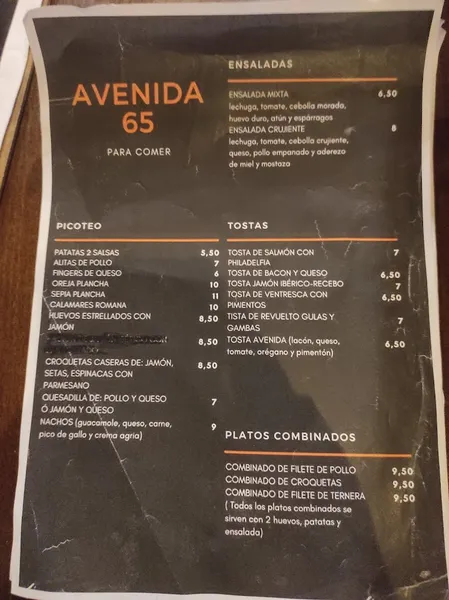 AVENIDA
65
PARA COMER
ENSALADAS
ENSALADA MIXTA 6,50
lechuga, tomate, cebolla morada,
huevo duro, atún y espárragos
ENSALADA CRUJIENTE 8
lechuga, tomate, cebolla crujiente,
queso, pollo empanado y aderezo
de miel y mostaza
PICOTEO
PATATAS 2 SALSAS 5,50
ALITAS DE POLLO 7
FINGERS DE QUESO 6
OREJA PLANCHA 10
SEPIA PLANCHA 11
CALAMARES ROMANA 10
HUEVOS ESTRELLADOS CON 8,50
JAMÓN
8,50
CROQUETAS CASERAS DE: JAMÓN, 8,50
SETAS, ESPINACAS CON
PARMESANO
QUESADILLA DE: POLLO Y QUESO 7
Ó JAMÓN Y QUESO
NACHOS (guacamole, queso, carne, 9
pico de gallo y crema agria)
TOSTAS
TOSTA DE SALMÓN CON 7
PHILADELFIA
TOSTA DE BACON Y QUESO 6,50
TOSTA JAMÓN IBÉRICO-RECEBO 7
TOSTA DE VENTRESCA CON 6,50
PIMIENTOS
TISTA DE REVUELTO GULAS Y 7
GAMBAS
TOSTA AVENIDA (lacón, queso, 6,50
tomate, orégano y pimentón)
PLATOS COMBINADOS
COMBINADO DE FILETE DE POLLO 9,50
COMBINADO DE CROQUETAS 9,50
COMBINADO DE FILETE DE TERNERA 9,50
( Todos los platos combinados se
sirven con 2 huevos, patatas y
ensalada)